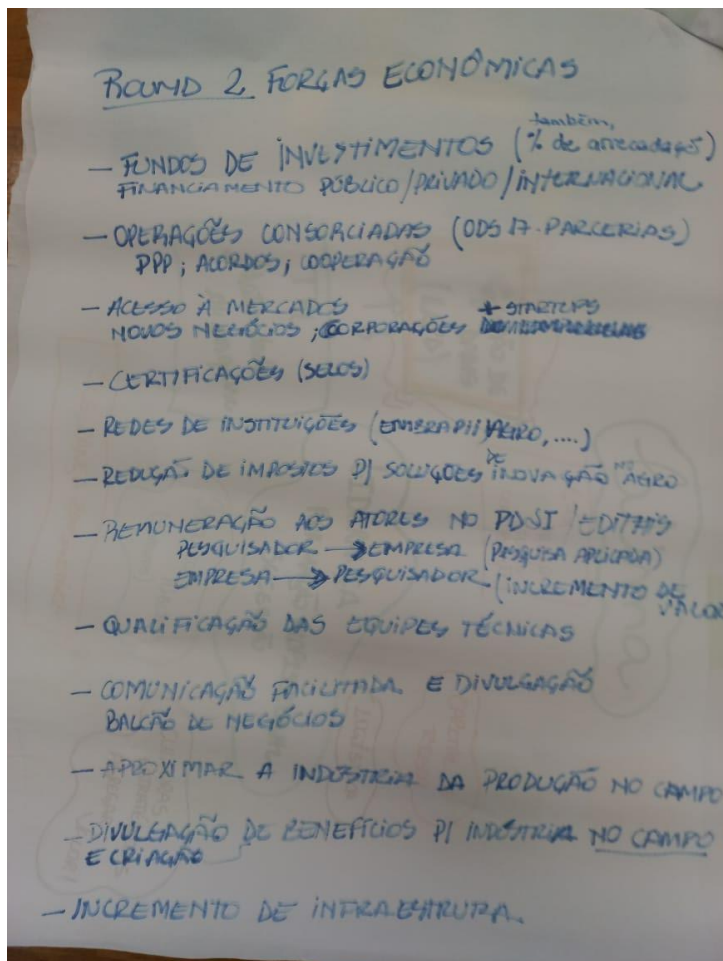 ROUND 2 FORÇAS ECONÔMICAS
também,
— FUNDOS DE INVESTIMENTOS (% de arrecadação)
FINANCIAMENTO PÚBLICO/PRIVADO/INTERNACIONAL
— OPERAÇÕES CONSORCIADAS (ODS 17. PARCERIAS)
PPP; ACORDOS; COOPERAÇÃO
— ACESSO À MERCADOS + STARTUPS
NOVOS NEGÓCIOS; CORPORAÇÕES
— CERTIFICAÇÕES (SELOS)
— REDES DE INSTITUIÇÕES (EMBRAPII AGRO, ....)
— REDUÇÃO DE IMPOSTOS P/ SOLUÇÕES DE INOVAÇÃO NO AGRO
— REMUNERAÇÃO AOS ATORES NO PD&I / EDITAIS
PESQUISADOR → EMPRESA (PESQUISA APLICADA)
EMPRESA → PESQUISADOR (INCREMENTO DE VALOR
— QUALIFICAÇÃO DAS EQUIPES TÉCNICAS
— COMUNICAÇÃO FACILITADA E DIVULGAÇÃO
BALCÃO DE NEGÓCIOS
— APROXIMAR A INDÚSTRIA DA PRODUÇÃO NO CAMPO
— DIVULGAÇÃO DE BENEFÍCIOS P/ INDÚSTRIA NO CAMPO
E CRIAÇÃO
— INCREMENTO DE INFRAESTRUTURA.